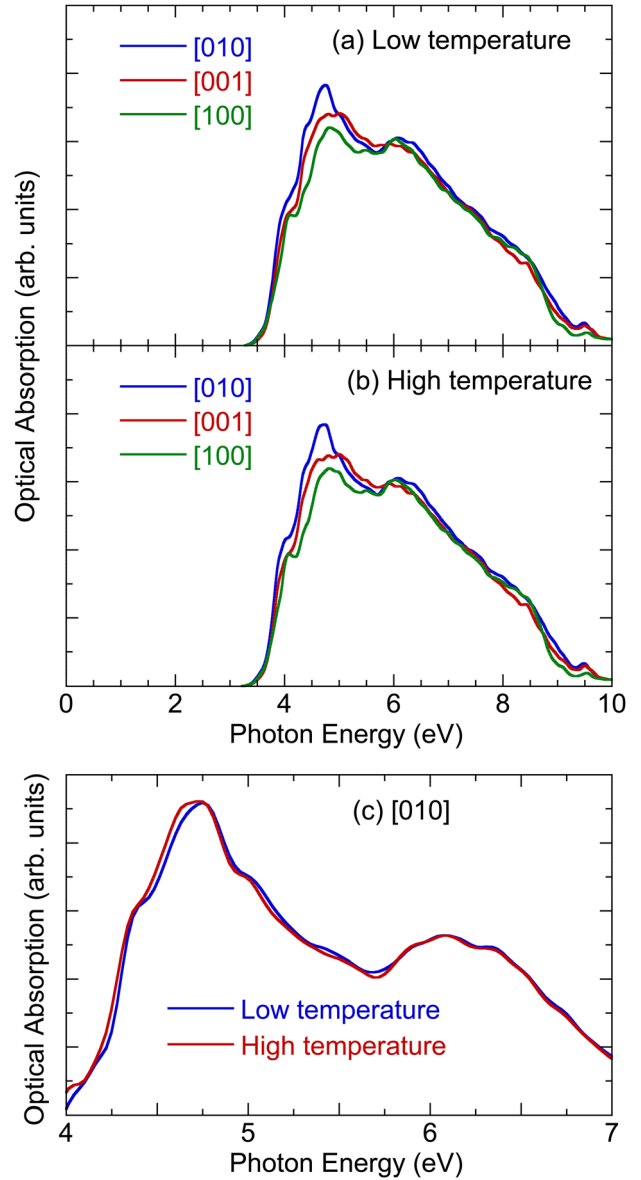 (a) Low temperature
[010]
[001]
[100]
(b) High temperature
[010]
[001]
[100]
Optical Absorption (arb. units)
0 2 4 6 8 10
Photon Energy (eV)
(c) [010]
Optical Absorption (arb. units)
Low temperature
High temperature
4 5 6 7
Photon Energy (eV)